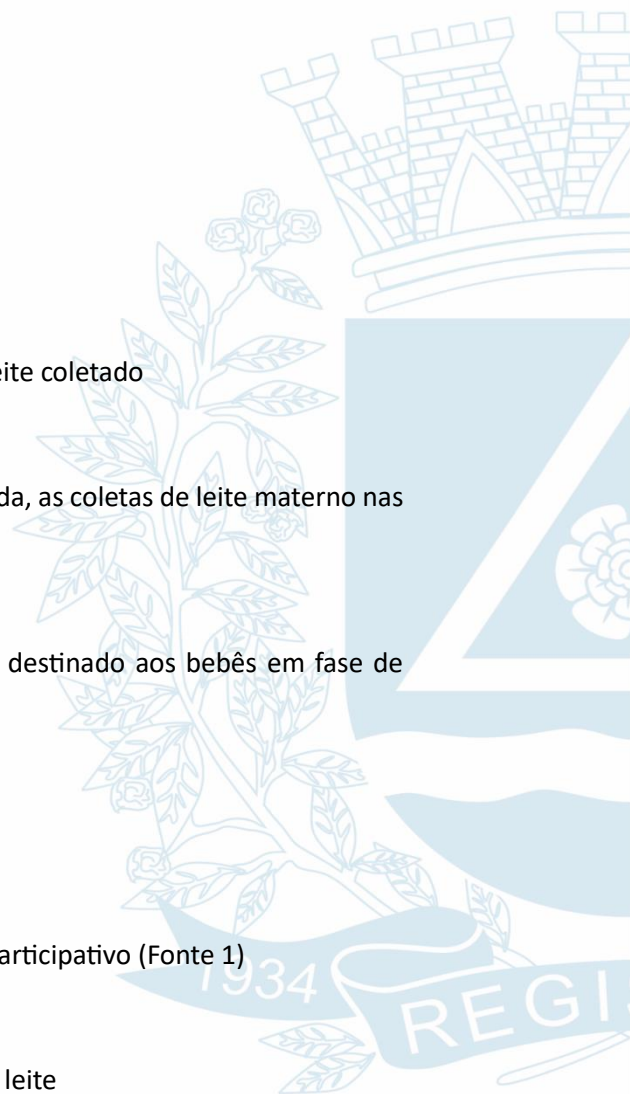 eite coletado
da, as coletas de leite materno nas
destinado aos bebês em fase de
articipativo (Fonte 1)
1934
REGI
leite